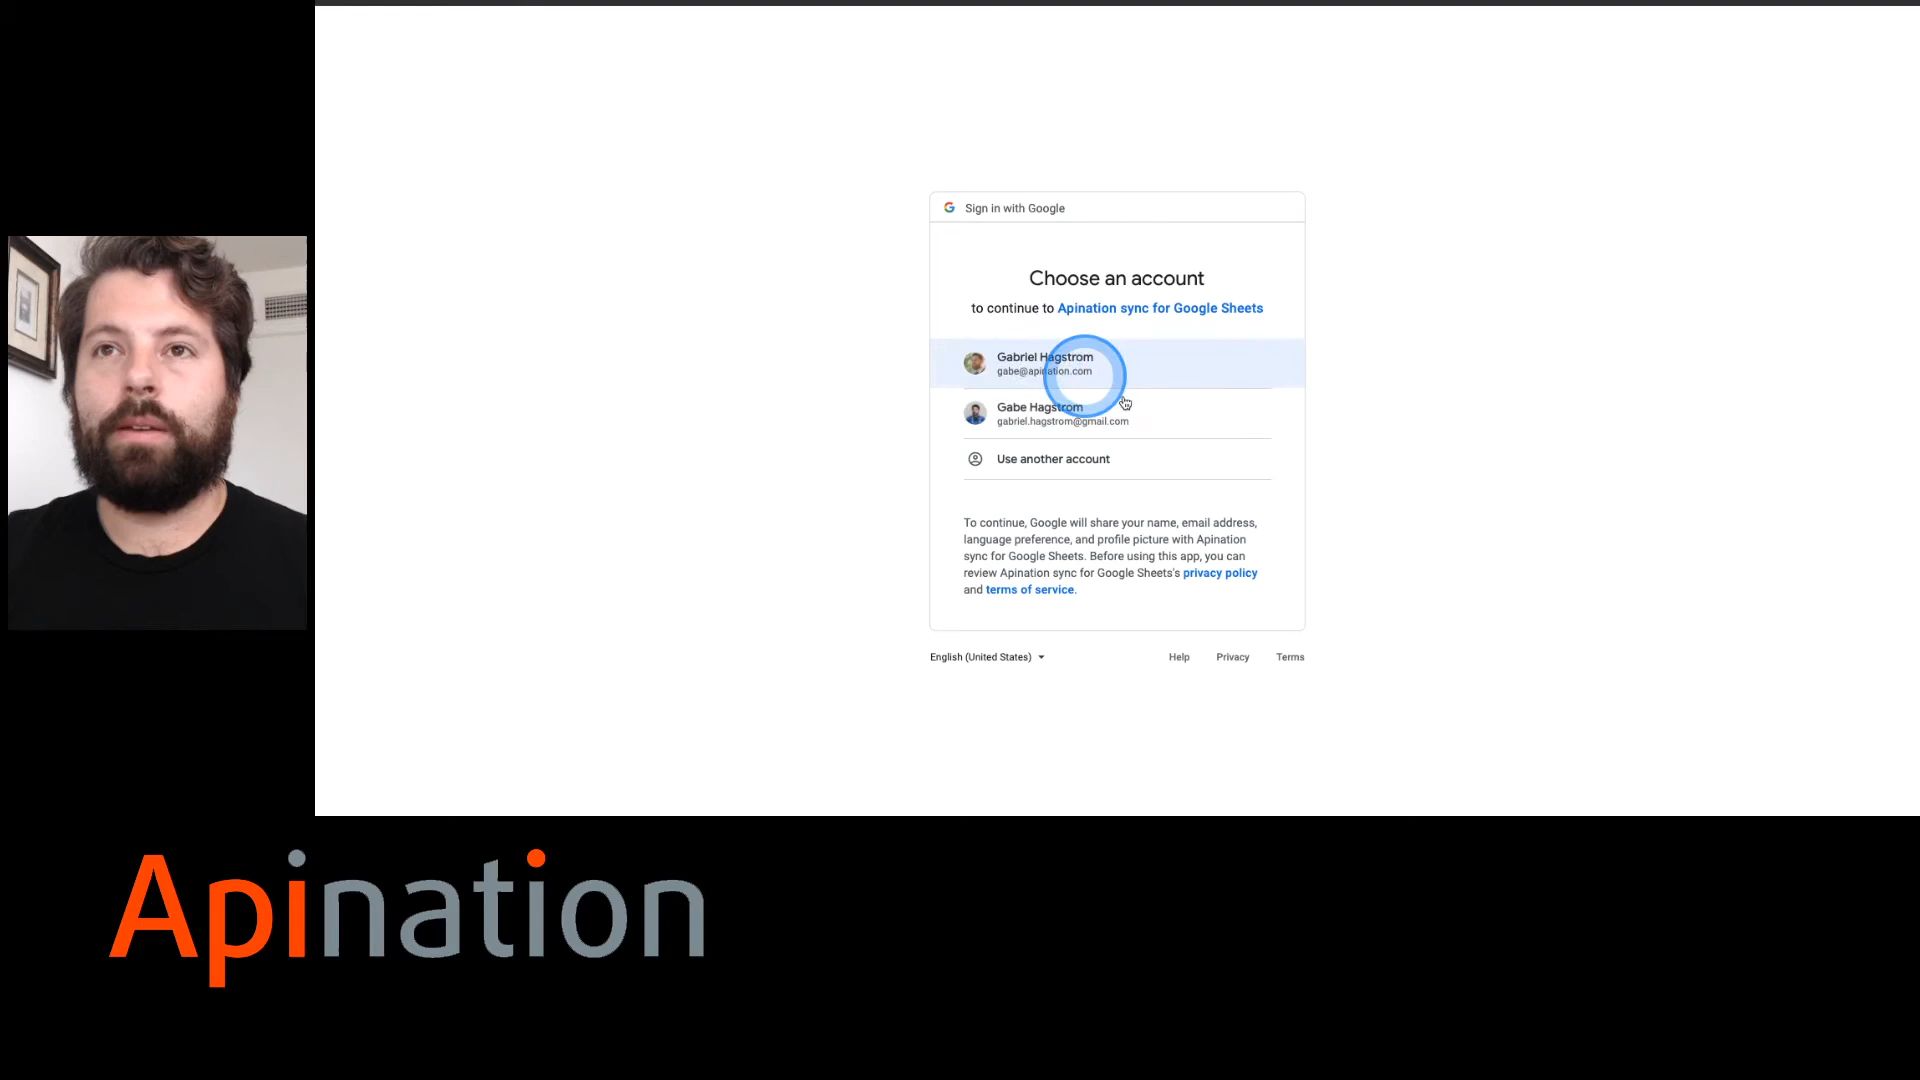 Sign in with Google
Choose an account
to continue to Apination sync for Google Sheets
Gabriel Hagstrom
gabe@apination.com
Gabe Hagstrom
gabriel.hagstrom@gmail.com
Use another account
To continue, Google will share your name, email address,
language preference, and profile picture with Apination
sync for Google Sheets. Before using this app, you can
review Apination sync for Google Sheets's privacy policy
and terms of service.
English (United States)
Help Privacy Terms
Apination